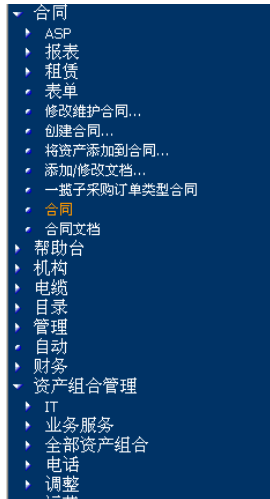 合同
ASP
报表
租赁
表单
修改维护合同...
创建合同...
将资产添加到合同...
添加/修改文档...
一揽子采购订单类型合同
合同
合同文档
帮助台
机构
电缆
目录
管理
自动
财务
资产组合管理
IT
业务服务
全部资产组合
电话
调整